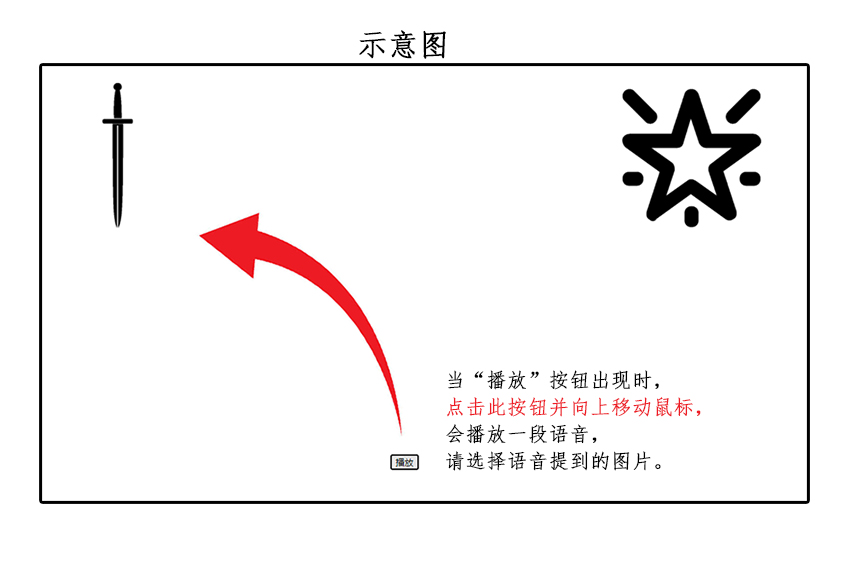 示意图
当“播放”按钮出现时，
点击此按钮并向上移动鼠标，
会播放一段语音，
请选择语音提到的图片。
播放